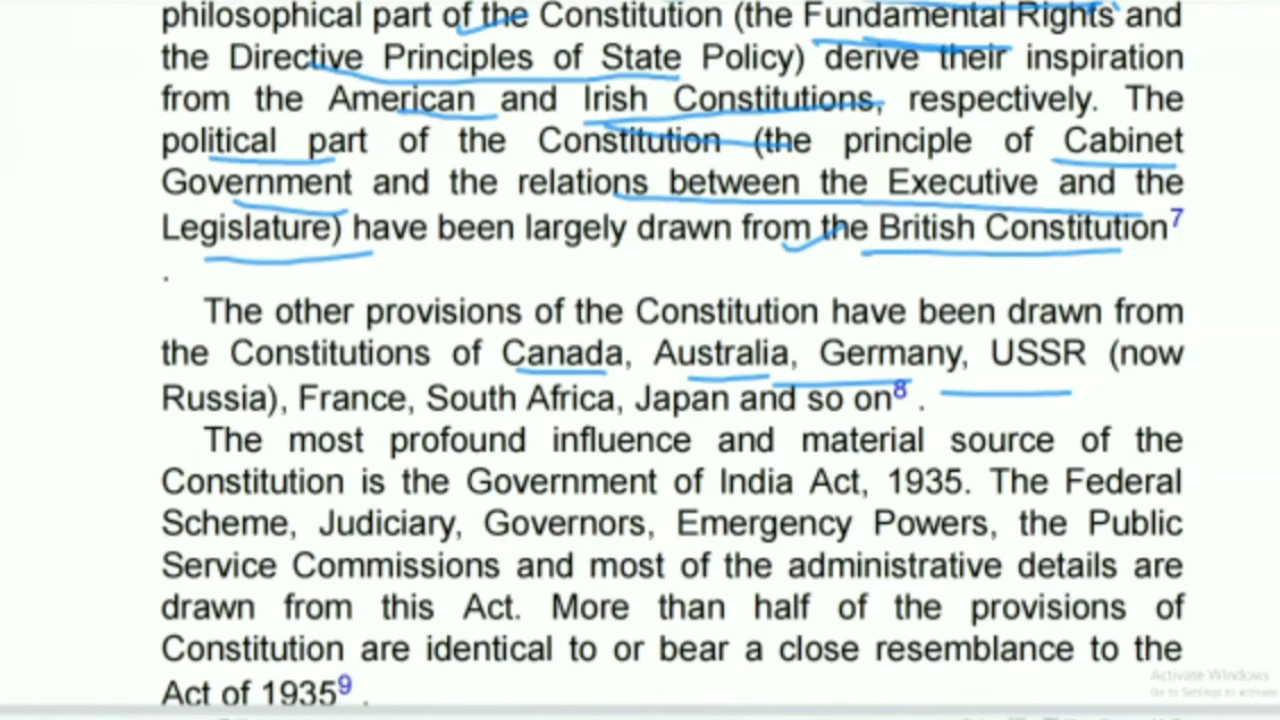 philosophical part of the Constitution (the Fundamental Rights and
the Directive Principles of State Policy) derive their inspiration
from the American and Irish Constitutions, respectively. The
political part of the Constitution (the principle of Cabinet
Government and the relations between the Executive and the
Legislature) have been largely drawn from the British Constitution7
.
The other provisions of the Constitution have been drawn from
the Constitutions of Canada, Australia, Germany, USSR (now
Russia), France, South Africa, Japan and so on8 .
The most profound influence and material source of the
Constitution is the Government of India Act, 1935. The Federal
Scheme, Judiciary, Governors, Emergency Powers, the Public
Service Commissions and most of the administrative details are
drawn from this Act. More than half of the provisions of
Constitution are identical to or bear a close resemblance to the
Act of 19359 .
Activate Windows
Go to Settings to activate